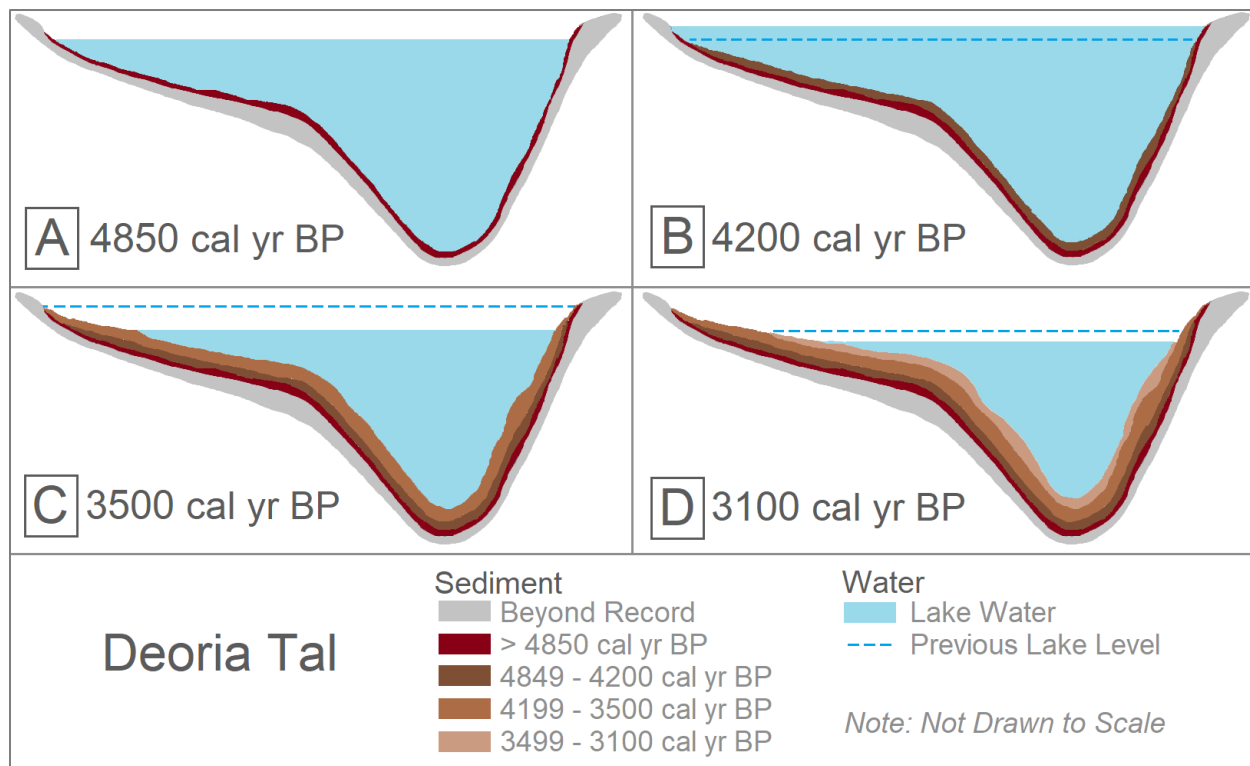 A 4850 cal yr BP
B 4200 cal yr BP
C 3500 cal yr BP
D 3100 cal yr BP
Deoria Tal
Sediment
Beyond Record
> 4850 cal yr BP
4849 - 4200 cal yr BP
4199 - 3500 cal yr BP
3499 - 3100 cal yr BP
Water
Lake Water
Previous Lake Level
Note: Not Drawn to Scale